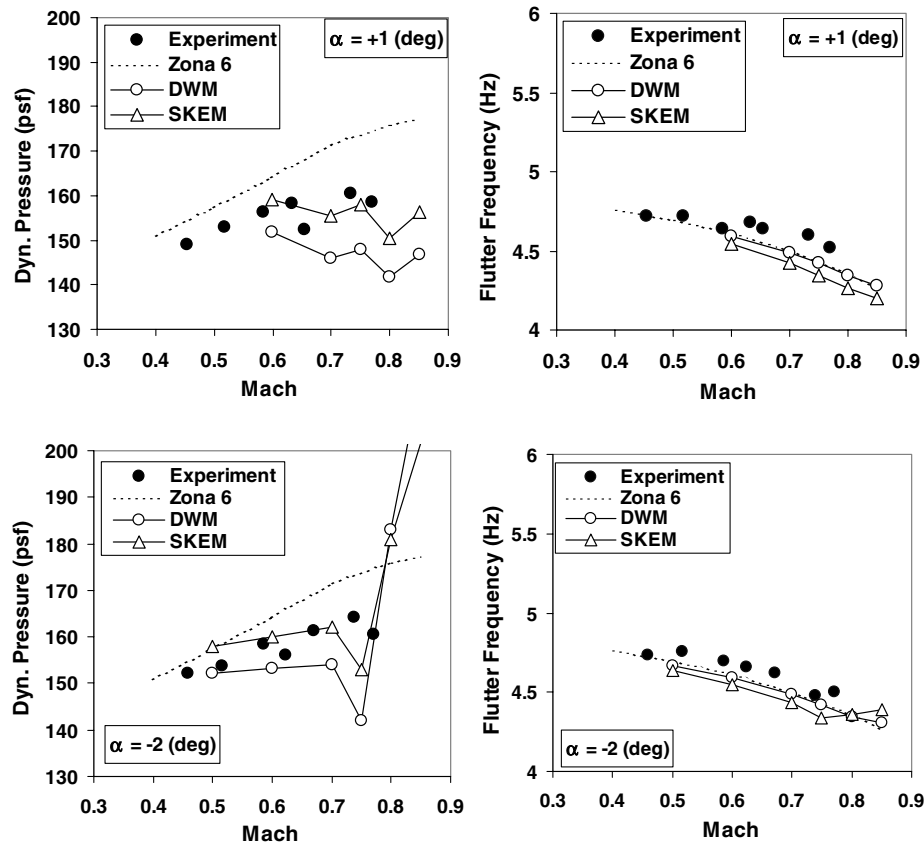 Dyn. Pressure (psf)
200
190
180
170
160
150
140
130
Experiment
Zona 6
DWM
SKEM
α = +1 (deg)
0.3 0.4 0.5 0.6 0.7 0.8 0.9
Mach
Flutter Frequency (Hz)
6
5.5
5
4.5
4
Experiment
Zona 6
DWM
SKEM
α = +1 (deg)
0.3 0.4 0.5 0.6 0.7 0.8 0.9
Mach
Dyn. Pressure (psf)
200
190
180
170
160
150
140
130
Experiment
Zona 6
DWM
SKEM
α = -2 (deg)
0.3 0.4 0.5 0.6 0.7 0.8 0.9
Mach
Flutter Frequency (Hz)
6
5.5
5
4.5
4
Experiment
Zona 6
DWM
SKEM
α = -2 (deg)
0.3 0.4 0.5 0.6 0.7 0.8 0.9
Mach